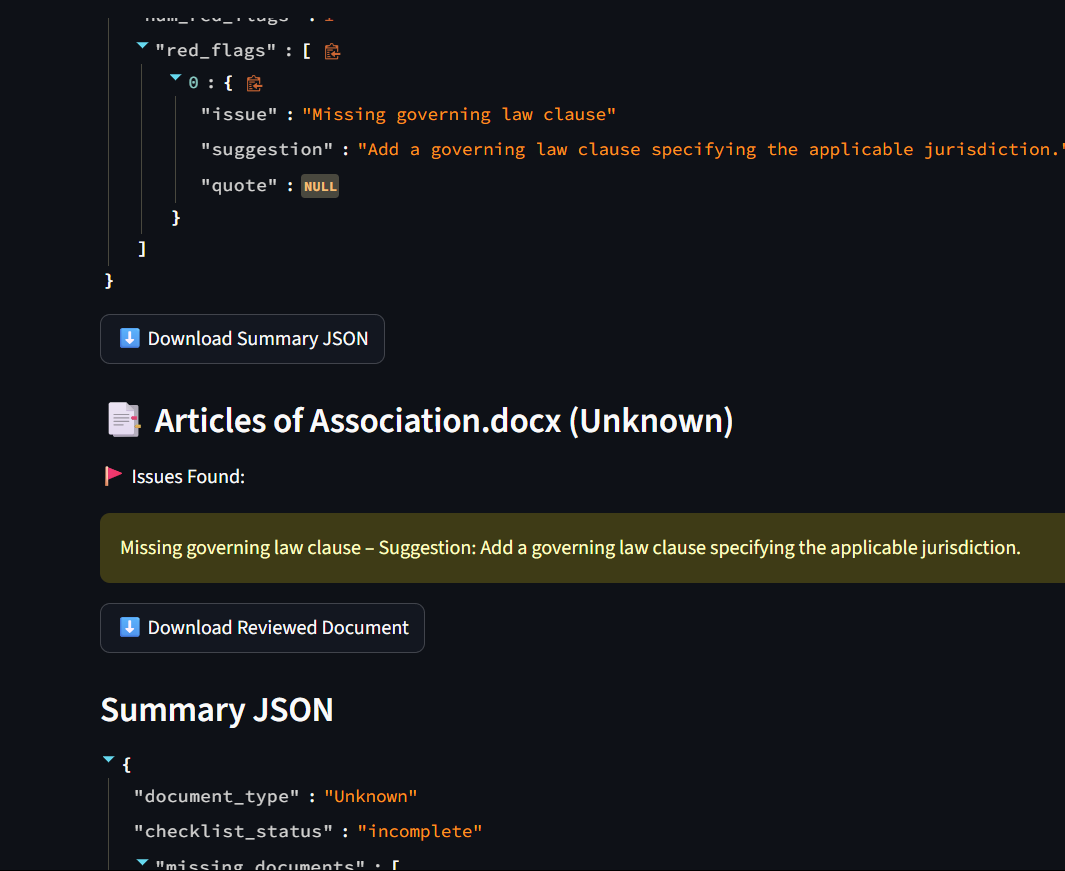 "num_red_flags" : 1
"red_flags" : [
0 : {
"issue" : "Missing governing law clause"
"suggestion" : "Add a governing law clause specifying the applicable jurisdiction."
"quote" : NULL
}
]
}
Download Summary JSON
Articles of Association.docx (Unknown)
Issues Found:
Missing governing law clause – Suggestion: Add a governing law clause specifying the applicable jurisdiction.
Download Reviewed Document
Summary JSON
{
"document_type" : "Unknown"
"checklist_status" : "incomplete"
"missing_documents" : [